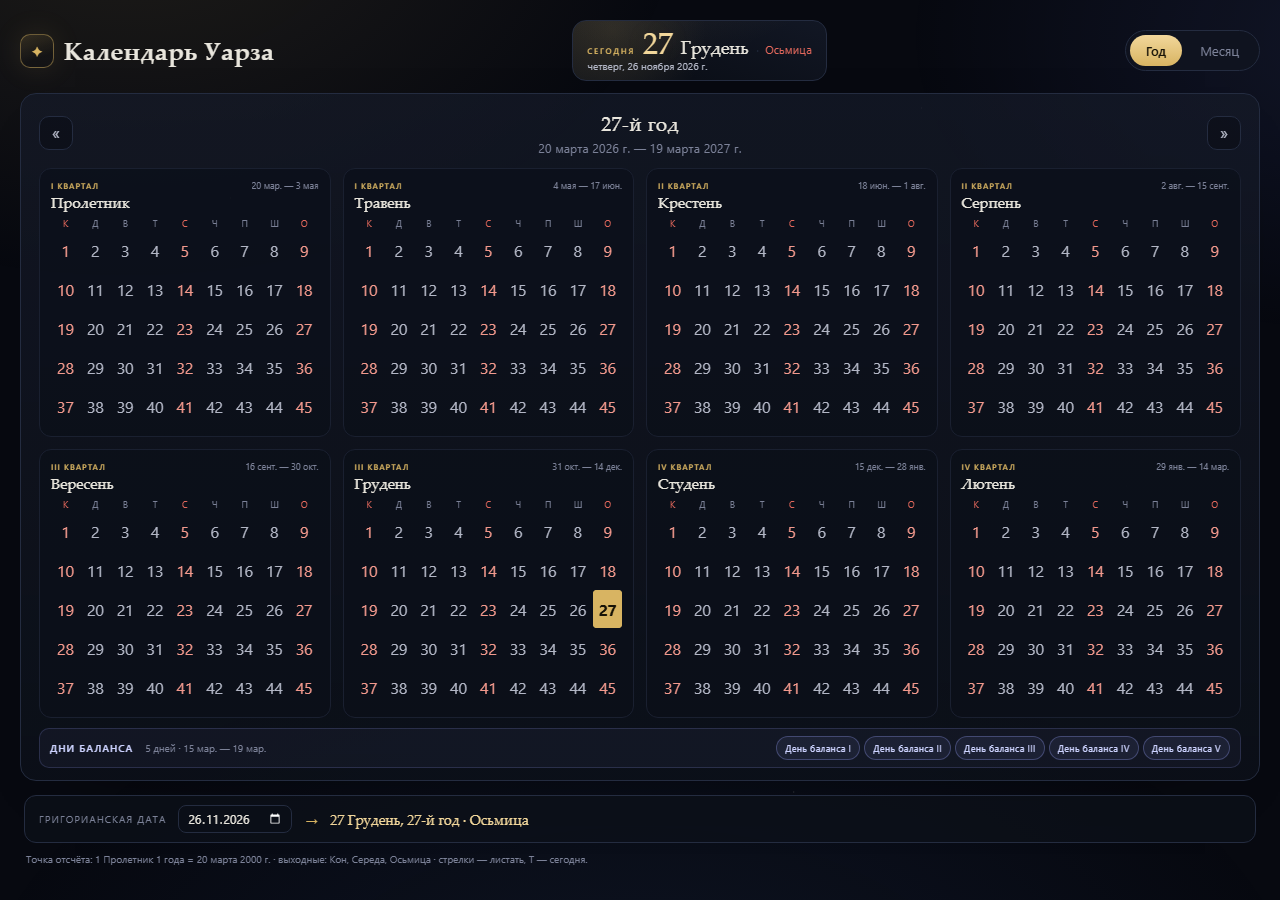 ✦ Календарь Уарза
СЕГОДНЯ 27 Грудень Осьмица
четверг, 26 ноября 2026 г.
Год Месяц
« 27-й год »
20 марта 2026 г. — 19 марта 2027 г.
I КВАРТАЛ 20 мар. — 3 мая
Пролетник
К Д В Т С Ч П Ш О
1 2 3 4 5 6 7 8 9
10 11 12 13 14 15 16 17 18
19 20 21 22 23 24 25 26 27
28 29 30 31 32 33 34 35 36
37 38 39 40 41 42 43 44 45
I КВАРТАЛ 4 мая — 17 июн.
Травень
К Д В Т С Ч П Ш О
1 2 3 4 5 6 7 8 9
10 11 12 13 14 15 16 17 18
19 20 21 22 23 24 25 26 27
28 29 30 31 32 33 34 35 36
37 38 39 40 41 42 43 44 45
II КВАРТАЛ 18 июн. — 1 авг.
Крестень
К Д В Т С Ч П Ш О
1 2 3 4 5 6 7 8 9
10 11 12 13 14 15 16 17 18
19 20 21 22 23 24 25 26 27
28 29 30 31 32 33 34 35 36
37 38 39 40 41 42 43 44 45
II КВАРТАЛ 2 авг. — 15 сент.
Серпень
К Д В Т С Ч П Ш О
1 2 3 4 5 6 7 8 9
10 11 12 13 14 15 16 17 18
19 20 21 22 23 24 25 26 27
28 29 30 31 32 33 34 35 36
37 38 39 40 41 42 43 44 45
III КВАРТАЛ 16 сент. — 30 окт.
Вересень
К Д В Т С Ч П Ш О
1 2 3 4 5 6 7 8 9
10 11 12 13 14 15 16 17 18
19 20 21 22 23 24 25 26 27
28 29 30 31 32 33 34 35 36
37 38 39 40 41 42 43 44 45
III КВАРТАЛ 31 окт. — 14 дек.
Грудень
К Д В Т С Ч П Ш О
1 2 3 4 5 6 7 8 9
10 11 12 13 14 15 16 17 18
19 20 21 22 23 24 25 26 27
28 29 30 31 32 33 34 35 36
37 38 39 40 41 42 43 44 45
IV КВАРТАЛ 15 дек. — 28 янв.
Студень
К Д В Т С Ч П Ш О
1 2 3 4 5 6 7 8 9
10 11 12 13 14 15 16 17 18
19 20 21 22 23 24 25 26 27
28 29 30 31 32 33 34 35 36
37 38 39 40 41 42 43 44 45
IV КВАРТАЛ 29 янв. — 14 мар.
Лютень
К Д В Т С Ч П Ш О
1 2 3 4 5 6 7 8 9
10 11 12 13 14 15 16 17 18
19 20 21 22 23 24 25 26 27
28 29 30 31 32 33 34 35 36
37 38 39 40 41 42 43 44 45
ДНИ БАЛАНСА 5 дней · 15 мар. — 19 мар. День баланса I День баланса II День баланса III День баланса IV День баланса V
ГРИГОРИАНСКАЯ ДАТА 26.11.2026 → 27 Грудень, 27-й год · Осьмица
Точка отсчёта: 1 Пролетник 1 года = 20 марта 2000 г. · выходные: Кон, Середа, Осьмица · стрелки — листать, Т — сегодня.